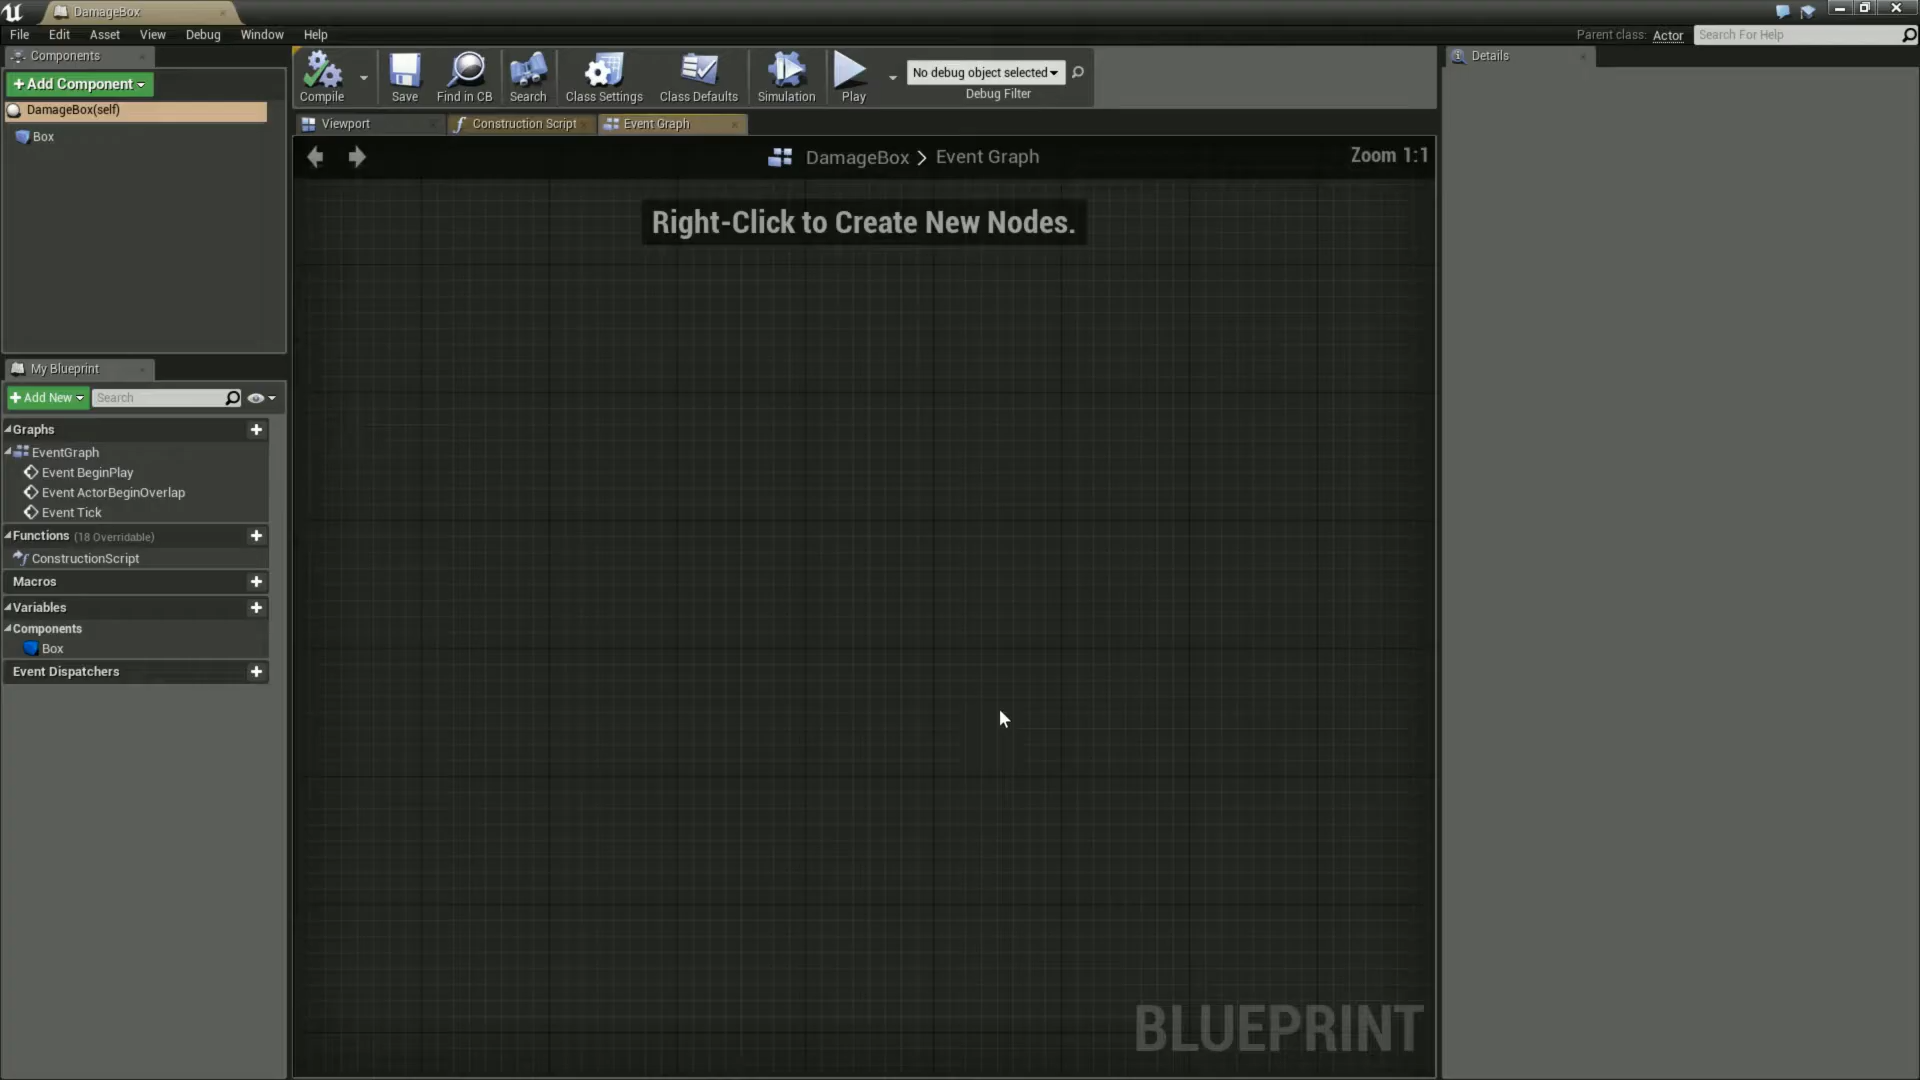 DamageBox
File Edit Asset View Debug Window Help
Parent class: Actor
Search For Help
Components
+ Add Component
DamageBox(self)
Box
Compile
Save
Find in CB
Search
Class Settings
Class Defaults
Simulation
Play
No debug object selected
Debug Filter
Details
Viewport
Construction Script
Event Graph
DamageBox > Event Graph
Zoom 1:1
Right-Click to Create New Nodes.
My Blueprint
+ Add New
Search
Graphs
EventGraph
Event BeginPlay
Event ActorBeginOverlap
Event Tick
Functions (18 Overridable)
ConstructionScript
Macros
Variables
Components
Box
Event Dispatchers
BLUEPRINT